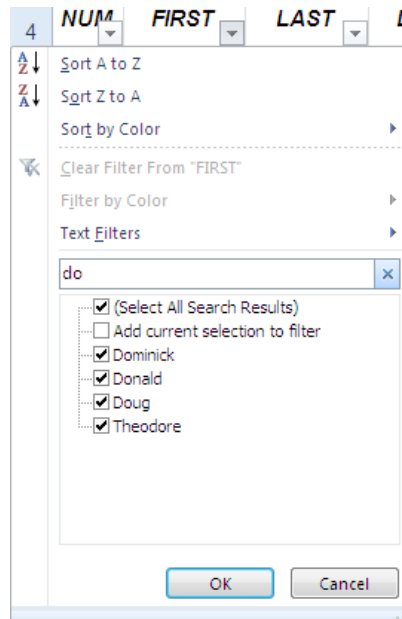 4 NUM FIRST LAST
Sort A to Z
Sort Z to A
Sort by Color
Clear Filter From "FIRST"
Filter by Color
Text Filters
do
(Select All Search Results)
Add current selection to filter
Dominick
Donald
Doug
Theodore
OK Cancel